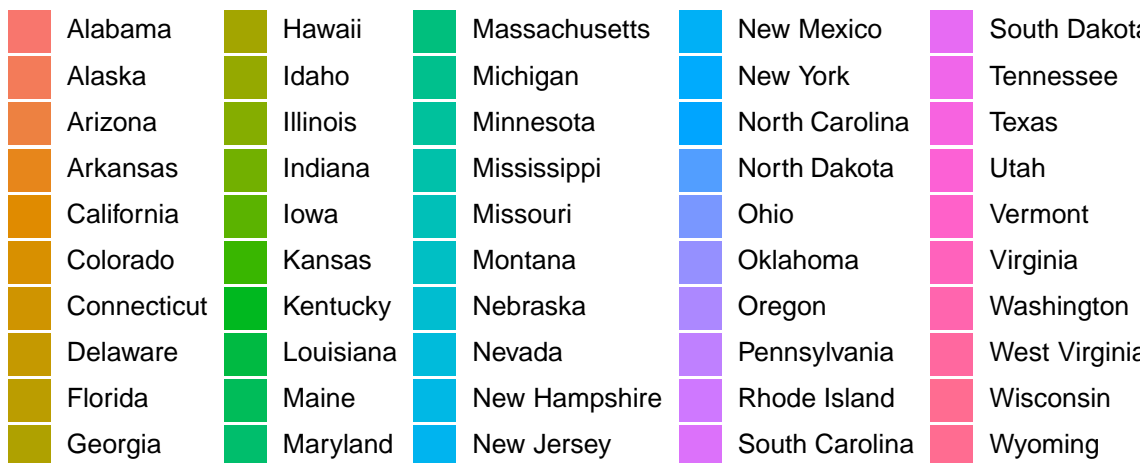 Alabama
Alaska
Arizona
Arkansas
California
Colorado
Connecticut
Delaware
Florida
Georgia
Hawaii
Idaho
Illinois
Indiana
Iowa
Kansas
Kentucky
Louisiana
Maine
Maryland
Massachusetts
Michigan
Minnesota
Mississippi
Missouri
Montana
Nebraska
Nevada
New Hampshire
New Jersey
New Mexico
New York
North Carolina
North Dakota
Ohio
Oklahoma
Oregon
Pennsylvania
Rhode Island
South Carolina
South Dakota
Tennessee
Texas
Utah
Vermont
Virginia
Washington
West Virginia
Wisconsin
Wyoming